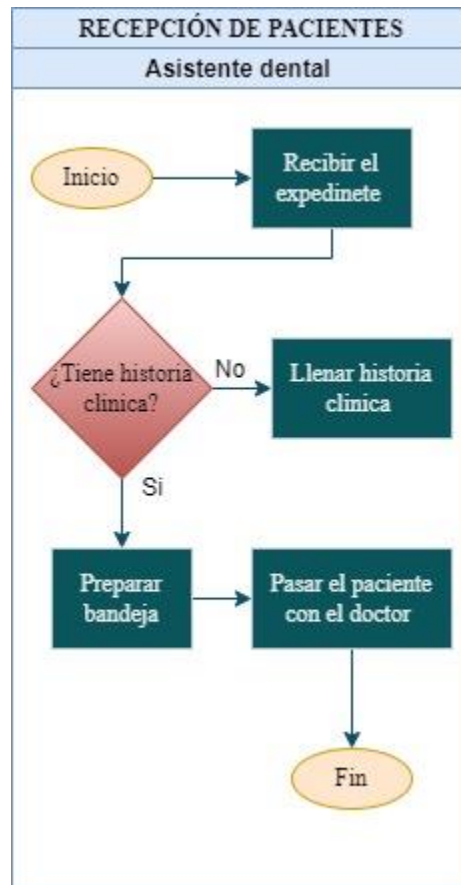 RECEPCIÓN DE PACIENTES
Asistente dental
Inicio
Recibir el
expedinete
¿Tiene historia
clinica?
No
Llenar historia
clinica
Si
Preparar
bandeja
Pasar el paciente
con el doctor
Fin